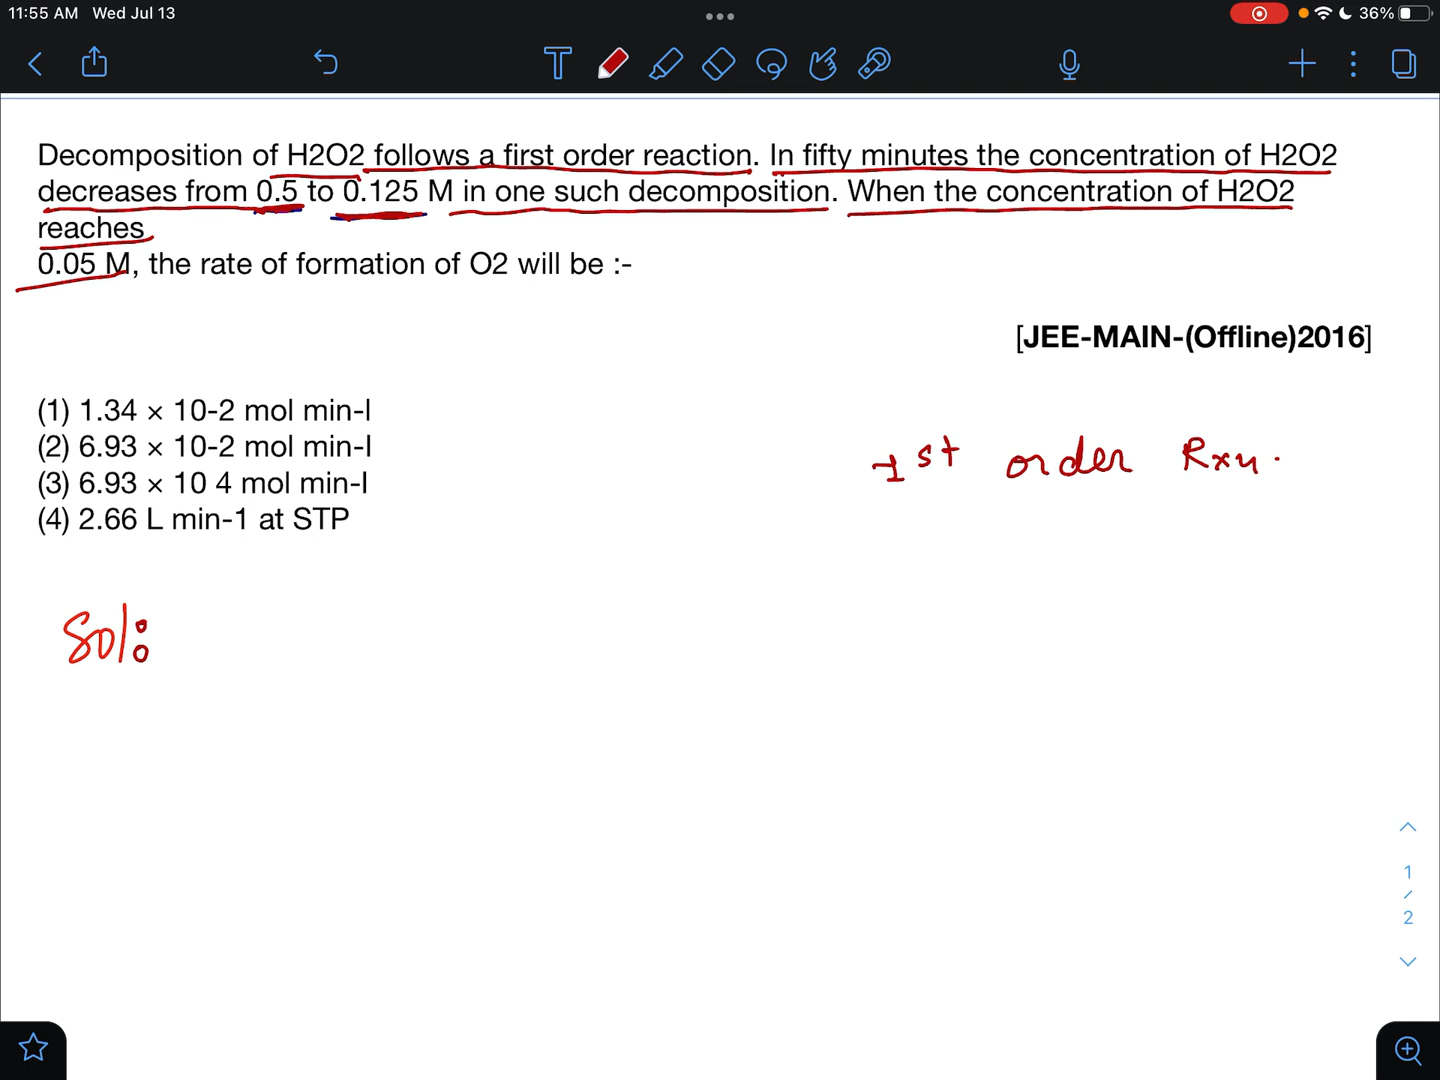 11:55 AM Wed Jul 13
36%
Decomposition of H2O2 follows a first order reaction. In fifty minutes the concentration of H2O2
decreases from 0.5 to 0.125 M in one such decomposition. When the concentration of H2O2
reaches
0.05 M, the rate of formation of O2 will be :-
[JEE-MAIN-(Offline)2016]
(1) 1.34 × 10-2 mol min-l
(2) 6.93 × 10-2 mol min-l
(3) 6.93 × 10 4 mol min-l
(4) 2.66 L min-1 at STP
1st order Rxn.
Sol:
1
/
2